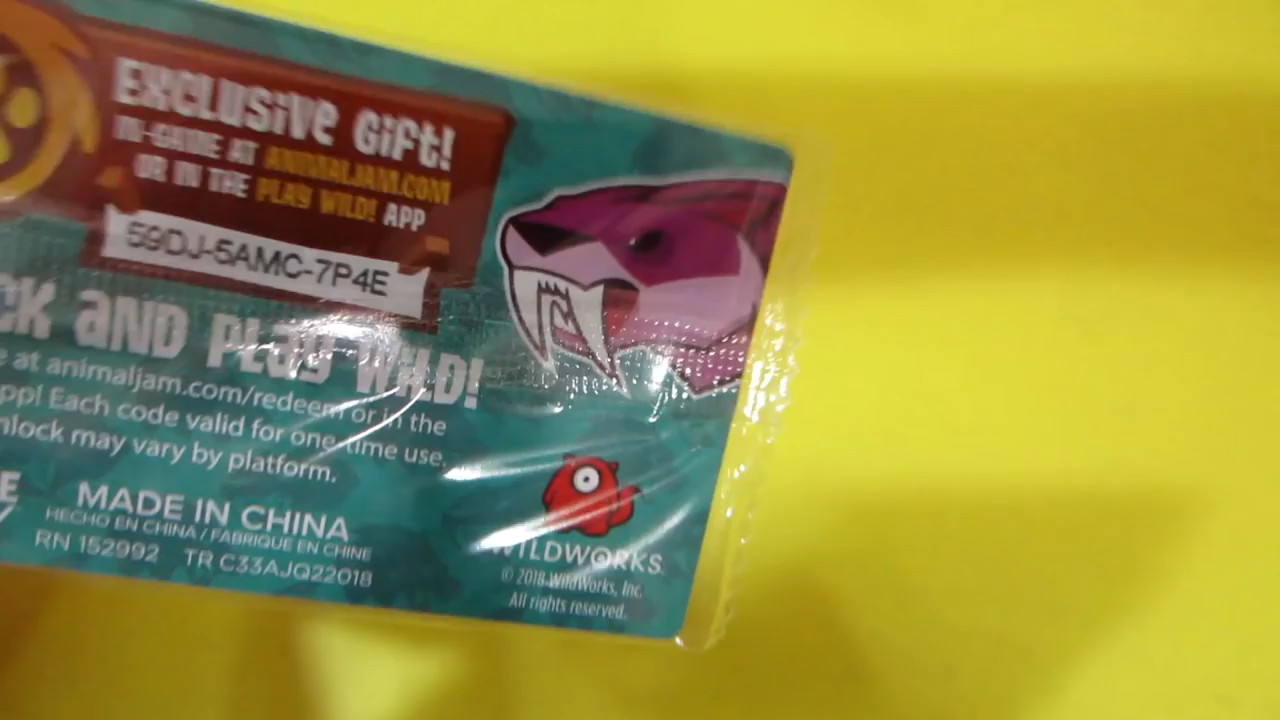 EXCLUSIVE GIFT!
IN-GAME AT ANIMALJAM.COM
OR IN THE PLAY WILD! APP
59DJ-5AMC-7P4E
CK AND PLAY WILD!
e at animaljam.com/redeem or in the
pp! Each code valid for one-time use.
nlock may vary by platform.
E
MADE IN CHINA
HECHO EN CHINA / FABRIQUE EN CHINE
RN 152992 TR C33AJQ22018
WILDWORKS
© 2018 WildWorks, Inc.
All rights reserved.